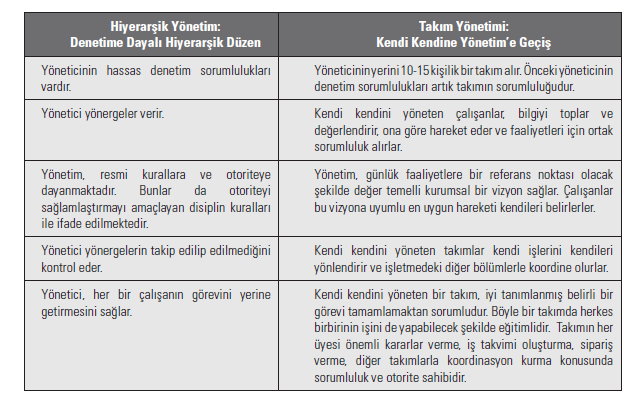 Hiyerarşik Yönetim:
Denetime Dayalı Hiyerarşik Düzen
Takım Yönetimi:
Kendi Kendine Yönetim’e Geçiş
Yöneticinin hassas denetim sorumlulukları
vardır.
Yöneticinin yerini 10-15 kişilik bir takım alır. Önceki yöneticinin
denetim sorumlulukları artık takımın sorumluluğudur.
Yönetici yönergeler verir.
Kendi kendini yöneten çalışanlar, bilgiyi toplar ve
değerlendirir, ona göre hareket eder ve faaliyetleri için ortak
sorumluluk alırlar.
Yönetim, resmi kurallara ve otoriteye
dayanmaktadır. Bunlar da otoriteyi
sağlamlaştırmayı amaçlayan disiplin kuralları
ile ifade edilmektedir.
Yönetim, günlük faaliyetlere bir referans noktası olacak
şekilde değer temelli kurumsal bir vizyon sağlar. Çalışanlar
bu vizyona uyumlu en uygun hareketi kendileri belirlerler.
Yönetici yönergelerin takip edilip edilmediğini
kontrol eder.
Kendi kendini yöneten takımlar kendi işlerini kendileri
yönlendirir ve işletmedeki diğer bölümlerle koordine olurlar.
Yönetici, her bir çalışanın görevini yerine
getirmesini sağlar.
Kendi kendini yöneten bir takım, iyi tanımlanmış belirli bir
görevi tamamlamaktan sorumludur. Böyle bir takımda herkes
birbirinin işini de yapabilecek şekilde eğitimlidir. Takımın her
üyesi önemli kararlar verme, iş takvimi oluşturma, sipariş
verme, diğer takımlarla koordinasyon kurma konusunda
sorumluluk ve otorite sahibidir.